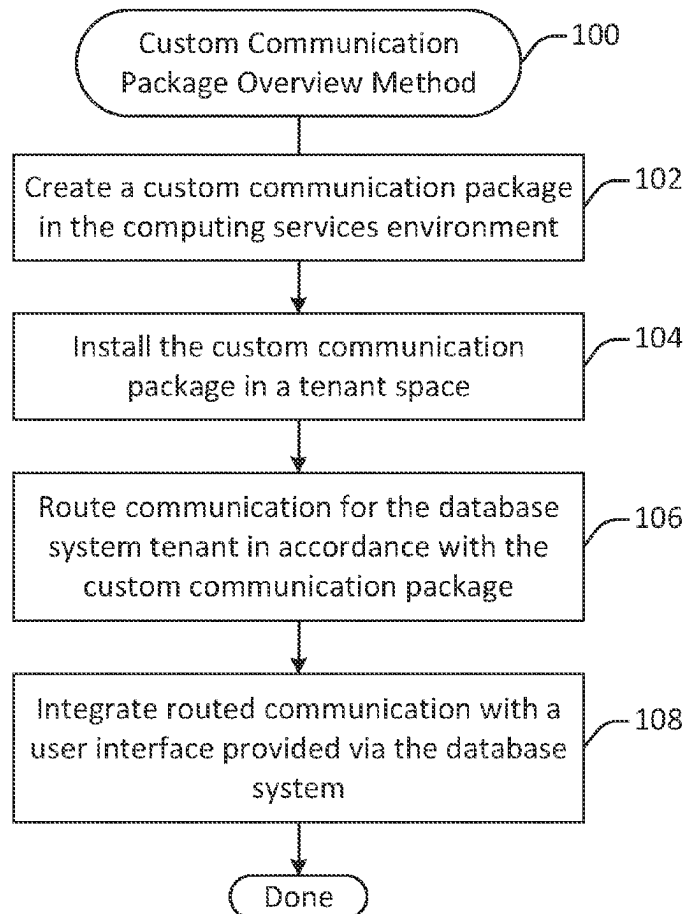 Custom Communication
Package Overview Method
100
Create a custom communication package
in the computing services environment
102
Install the custom communication
package in a tenant space
104
Route communication for the database
system tenant in accordance with the
custom communication package
106
Integrate routed communication with a
user interface provided via the database
system
108
Done